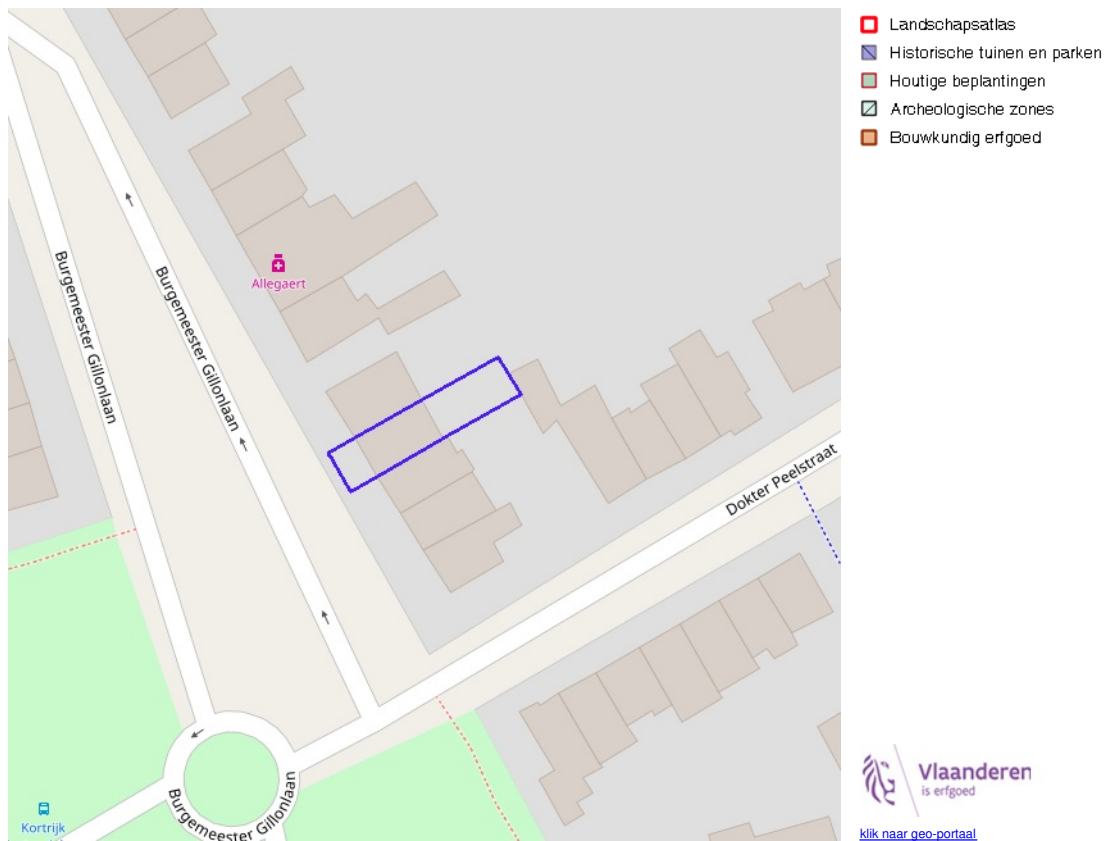 Landschapsatlas
Historische tuinen en parken
Houtige beplantingen
Archeologische zones
Bouwkundig erfgoed
Burgemeester Gillonlaan
Burgemeester Gillonlaan
Allegaert
Dokter Peelstraat
Burgemeester Gillonlaan
Kortrijk
Vlaanderen
is erfgoed
klik naar geo-portaal